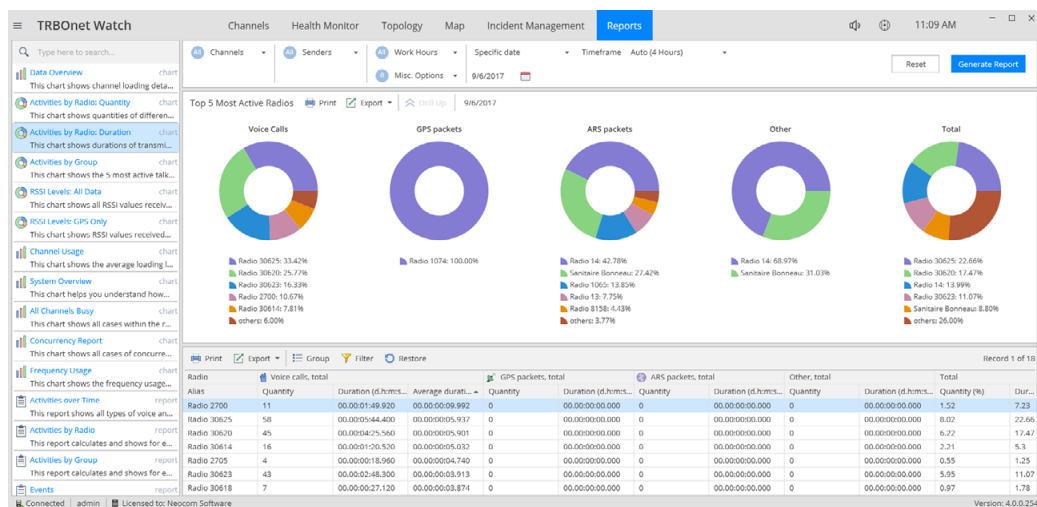 TRBOnet Watch
Channels Health Monitor Topology Map Incident Management Reports 11:09 AM
Type here to search...
Data Overview chart
This chart shows channel loading deta...
Activities by Radio: Quantity chart
This chart shows quantities of differen...
Activities by Radio: Duration chart
This chart shows durations of transmi...
Activities by Group chart
This chart shows the 5 most active talk...
RSSI Levels: All Data chart
This chart shows all RSSI values receiv...
RSSI Levels: GPS Only chart
This chart shows RSSI values received...
Channel Usage chart
This chart shows the average loading l...
System Overview chart
This chart helps you understand how...
All Channels Busy chart
This chart shows all cases within the r...
Concurrency Report chart
This chart shows all cases of concurre...
Frequency Usage chart
This chart shows the frequency usage...
Activities over Time report
This report shows all types of voice an...
Activities by Radio report
This report calculates and shows for e...
Activities by Group report
This report calculates and shows for e...
Events report
All Channels All Senders All Work Hours Specific date Timeframe Auto (4 Hours)
0 Misc. Options 9/6/2017
Reset Generate Report
Top 5 Most Active Radios Print Export Drill Up 9/6/2017
Voice Calls GPS packets ARS packets Other Total
Radio 30625: 33.42% Radio 1074: 100.00% Radio 14: 42.78% Radio 14: 68.97% Radio 30625: 22.66%
Radio 30620: 25.77% Sanitaire Bonneau: 27.42% Sanitaire Bonneau: 31.03% Radio 30620: 17.47%
Radio 30623: 16.33% Radio 1065: 13.85% Radio 14: 13.99%
Radio 2700: 10.67% Radio 13: 7.75% Radio 30623: 11.07%
Radio 30614: 7.81% Radio 8158: 4.43% Sanitaire Bonneau: 8.80%
others: 6.00% others: 3.77% others: 26.00%
Print Export Group Filter Restore Record 1 of 18
Radio Voice calls, total GPS packets, total ARS packets, total Other, total Total
Alias Quantity Duration (d.h:m:s... Average durati... Quantity Duration (d.h:m:s... Quantity Duration (d.h:m:s... Quantity Duration (d.h:m:s... Quantity (%) Dur...
Radio 2700 11 00.00:01:49.920 00.00:00:09.992 0 00.00:00:00.000 0 00.00:00:00.000 0 00.00:00:00.000 1.52 7.23
Radio 30625 58 00.00:05:44.400 00.00:00:05.937 0 00.00:00:00.000 0 00.00:00:00.000 0 00.00:00:00.000 8.02 22.66
Radio 30620 45 00.00:04:25.560 00.00:00:05.901 0 00.00:00:00.000 0 00.00:00:00.000 0 00.00:00:00.000 6.22 17.47
Radio 30614 16 00.00:01:20.520 00.00:00:05.032 0 00.00:00:00.000 0 00.00:00:00.000 0 00.00:00:00.000 2.21 5.3
Radio 2705 4 00.00:00:18.960 00.00:00:04.740 0 00.00:00:00.000 0 00.00:00:00.000 0 00.00:00:00.000 0.55 1.25
Radio 30623 43 00.00:02:48.300 00.00:00:03.913 0 00.00:00:00.000 0 00.00:00:00.000 0 00.00:00:00.000 5.95 11.07
Radio 30618 7 00.00:00:27.120 00.00:00:03.874 0 00.00:00:00.000 0 00.00:00:00.000 0 00.00:00:00.000 0.97 1.78
Connected admin Licensed to: Neocom Software Version: 4.0.0.254